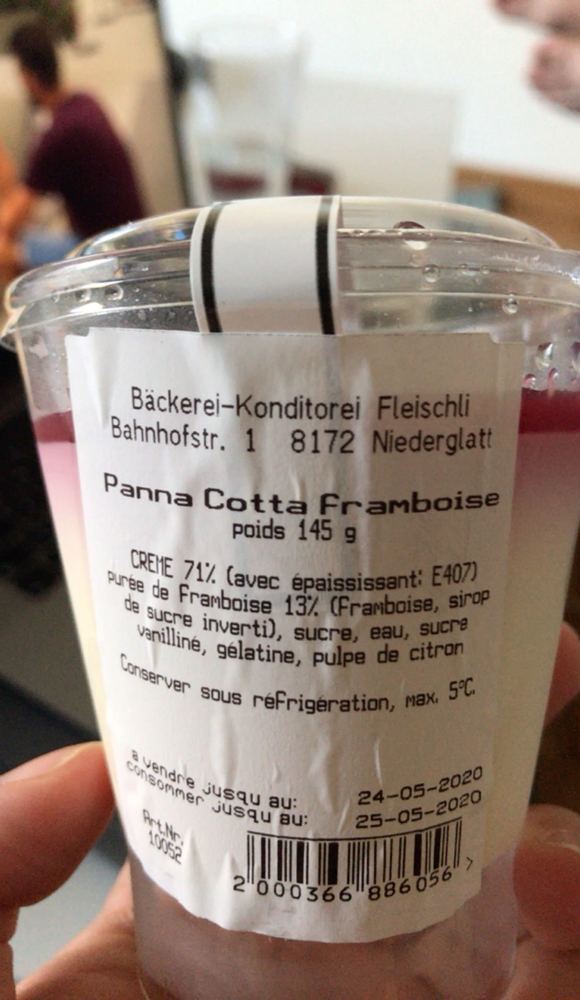 Bäckerei-Konditorei Fleischli
Bahnhofstr. 1 8172 Niederglatt
Panna Cotta Framboise
poids 145 g
CREME 71% (avec épaississant: E407)
purée de Framboise 13% (Framboise, sirop
de sucre inverti), sucre, eau, sucre
vanilliné, gélatine, pulpe de citron
Conserver sous réfrigération, max. 5°C.
a vendre jusqu au: 24-05-2020
consommer jusqu au: 25-05-2020
Art.Nr.
10052
2 000366 886056 >